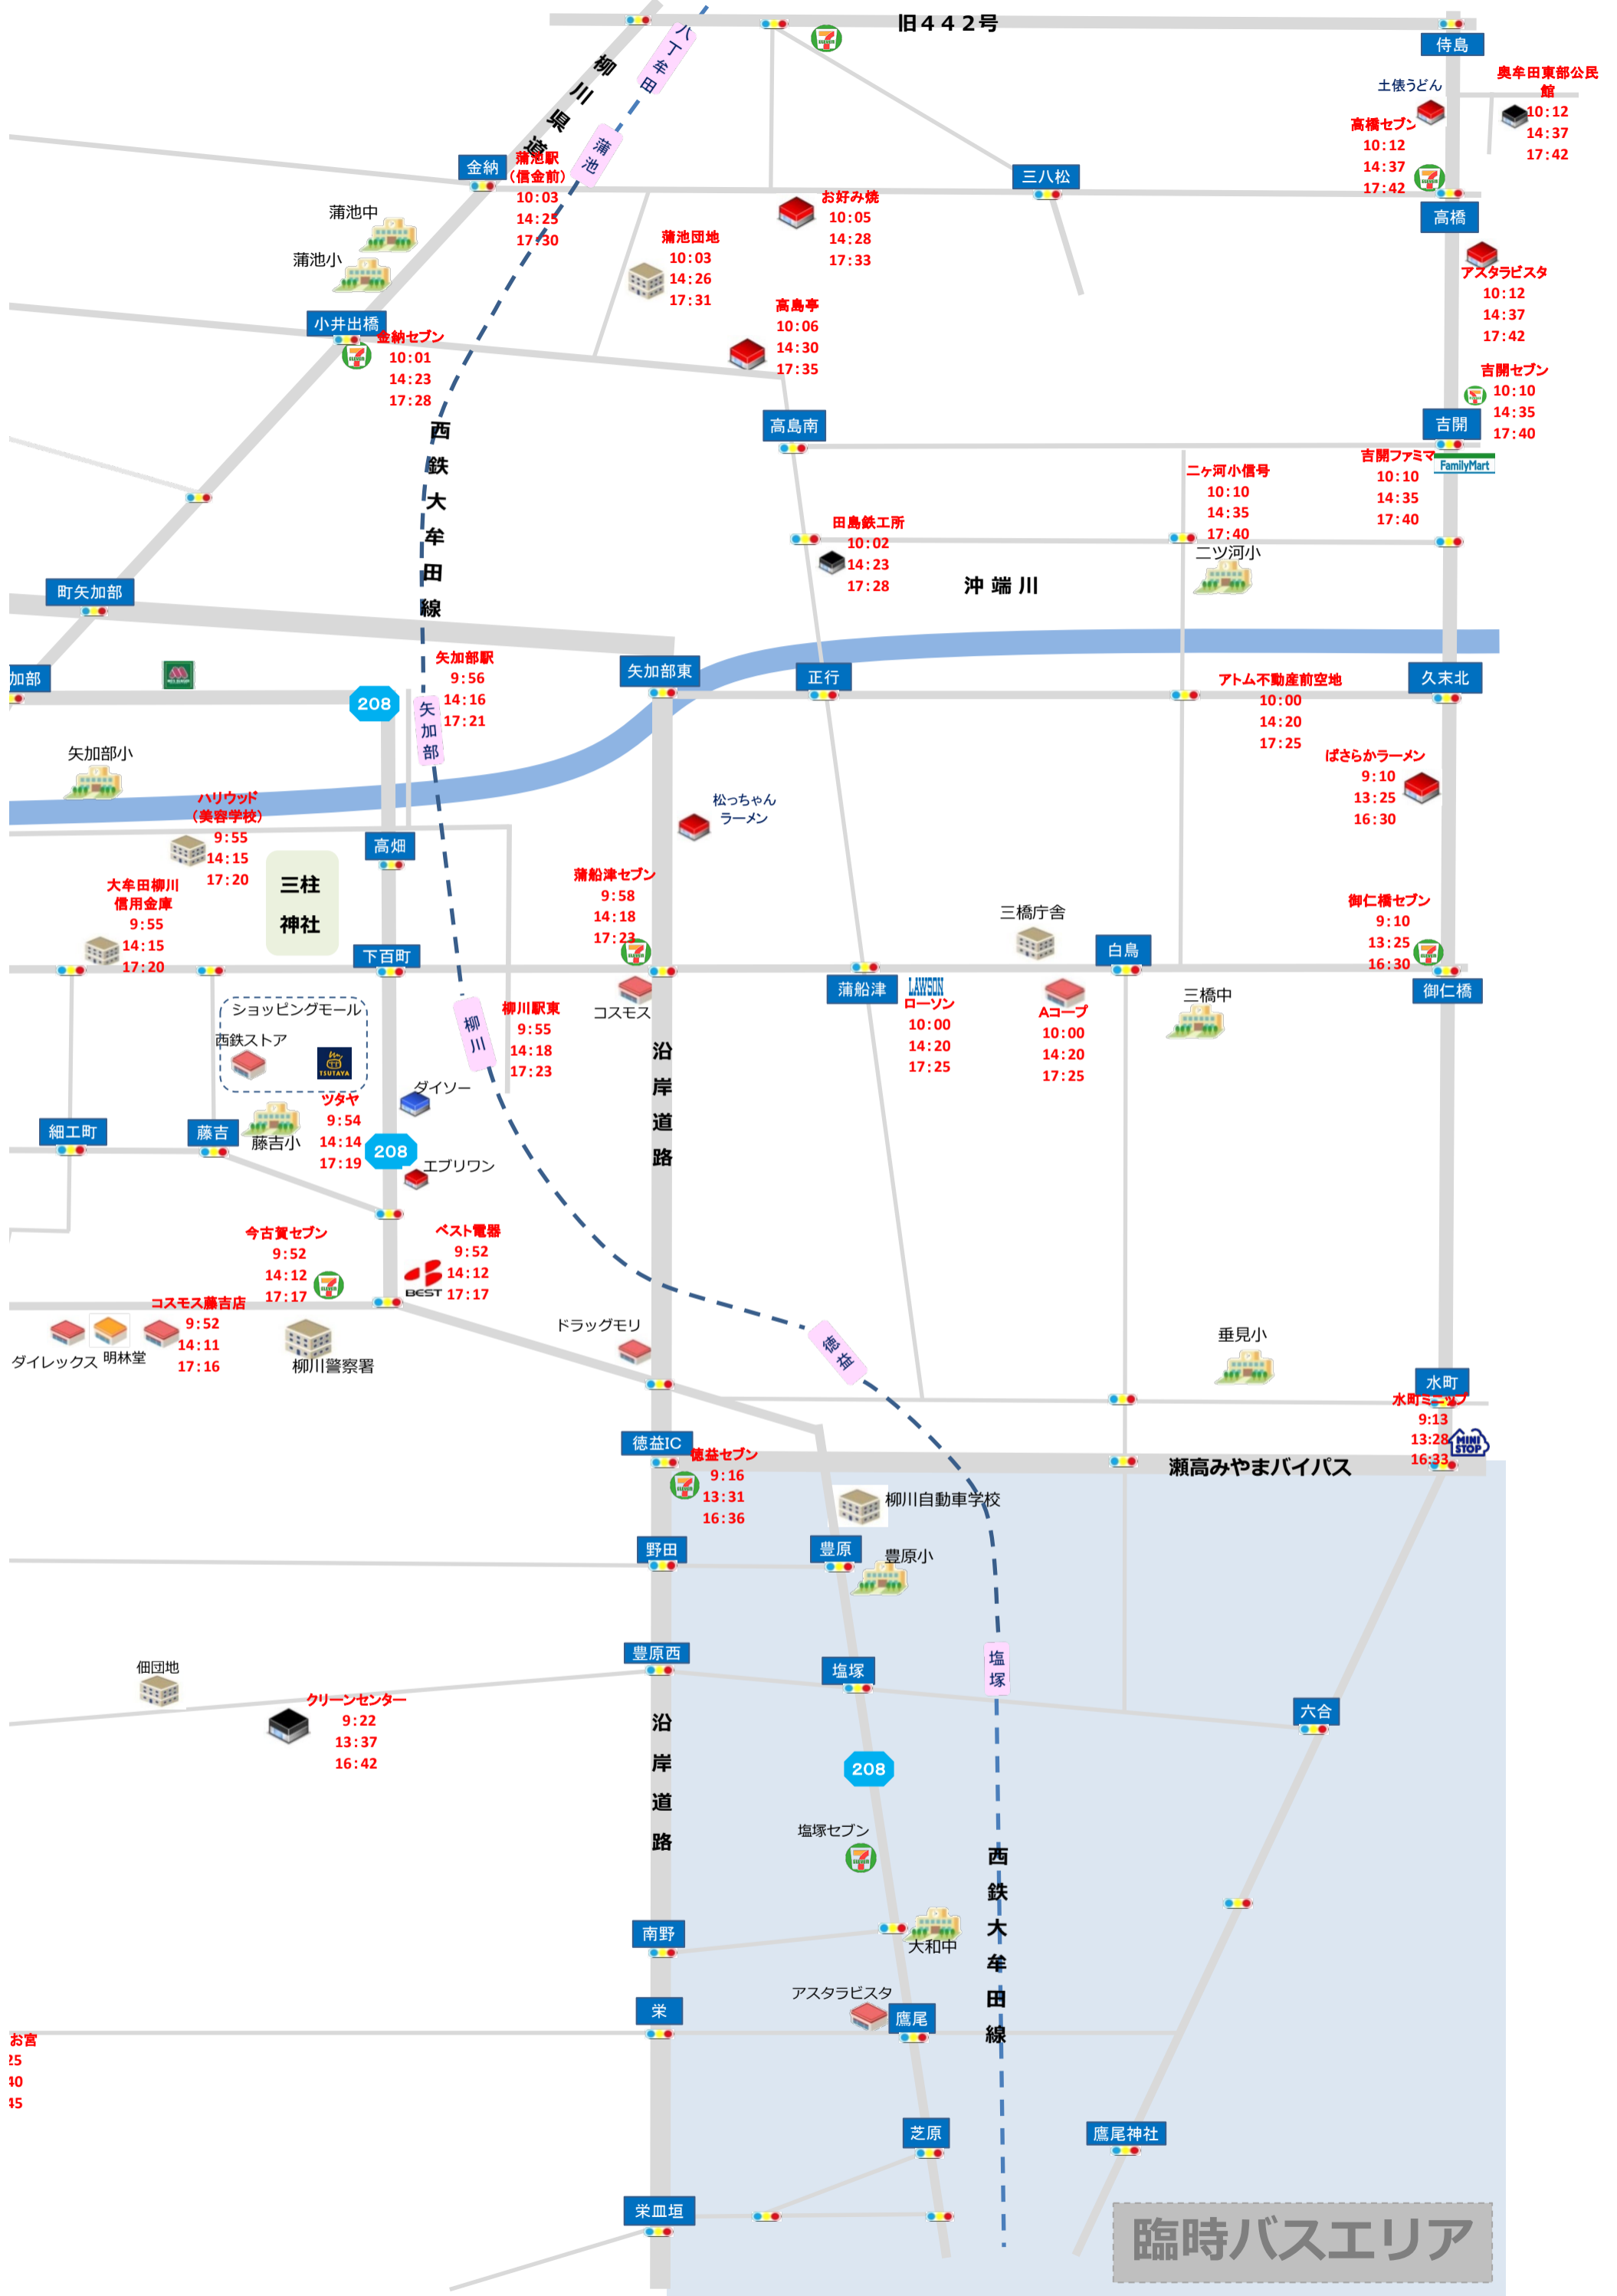 旧４４２号
侍島
八丁牟田
柳川県道
土俵うどん
奥牟田東部公民
館
10:12
14:37
17:42
高橋セブン
10:12
14:37
17:42
高橋
蒲池
金納
蒲池駅
（信金前）
10:03
14:25
17:30
三八松
お好み焼
10:05
14:28
17:33
蒲池中
蒲池小
蒲池団地
10:03
14:26
17:31
アスタラビスタ
10:12
14:37
17:42
小井出橋
金納セブン
10:01
14:23
17:28
高島亭
10:06
14:30
17:35
吉開セブン
10:10
14:35
17:40
吉開
高島南
西鉄大牟田線
吉開ファミマ
10:10
14:35
17:40
FamilyMart
二ヶ河小信号
10:10
14:35
17:40
二ツ河小
田島鉄工所
10:02
14:23
17:28
沖端川
町矢加部
加部
208
矢加部駅
9:56
14:16
17:21
矢加部
矢加部東
正行
アトム不動産前空地
10:00
14:20
17:25
久末北
矢加部小
ばさらかラーメン
9:10
13:25
16:30
松っちゃん
ラーメン
ハリウッド
（美容学校）
9:55
14:15
17:20
高畑
三柱
神社
大牟田柳川
信用金庫
9:55
14:15
17:20
蒲船津セブン
9:58
14:18
17:23
三橋庁舎
御仁橋セブン
9:10
13:25
16:30
下百町
白鳥
蒲船津
御仁橋
三橋中
LAWSON
ローソン
10:00
14:20
17:25
Aコープ
10:00
14:20
17:25
コスモス
ショッピングモール
西鉄ストア
TSUTAYA
柳川
柳川駅東
9:55
14:18
17:23
沿岸道路
ダイソー
ツタヤ
9:54
14:14
17:19
細工町
藤吉
藤吉小
208
エブリワン
今古賀セブン
9:52
14:12
17:17
ベスト電器
9:52
14:12
17:17
BEST
コスモス藤吉店
9:52
14:11
17:16
ダイレックス
明林堂
柳川警察署
ドラッグモリ
徳益
垂見小
水町
水町ミニップ
9:13
13:28
16:33
MINI
STOP
徳益IC
徳益セブン
9:16
13:31
16:36
瀬高みやまバイパス
柳川自動車学校
野田
豊原
豊原小
豊原西
塩塚
塩塚
佃団地
クリーンセンター
9:22
13:37
16:42
六合
沿岸道路
208
塩塚セブン
西鉄大牟田線
南野
大和中
アスタラビスタ
栄
鷹尾
お宮
25
40
45
芝原
鷹尾神社
栄皿垣
臨時バスエリア